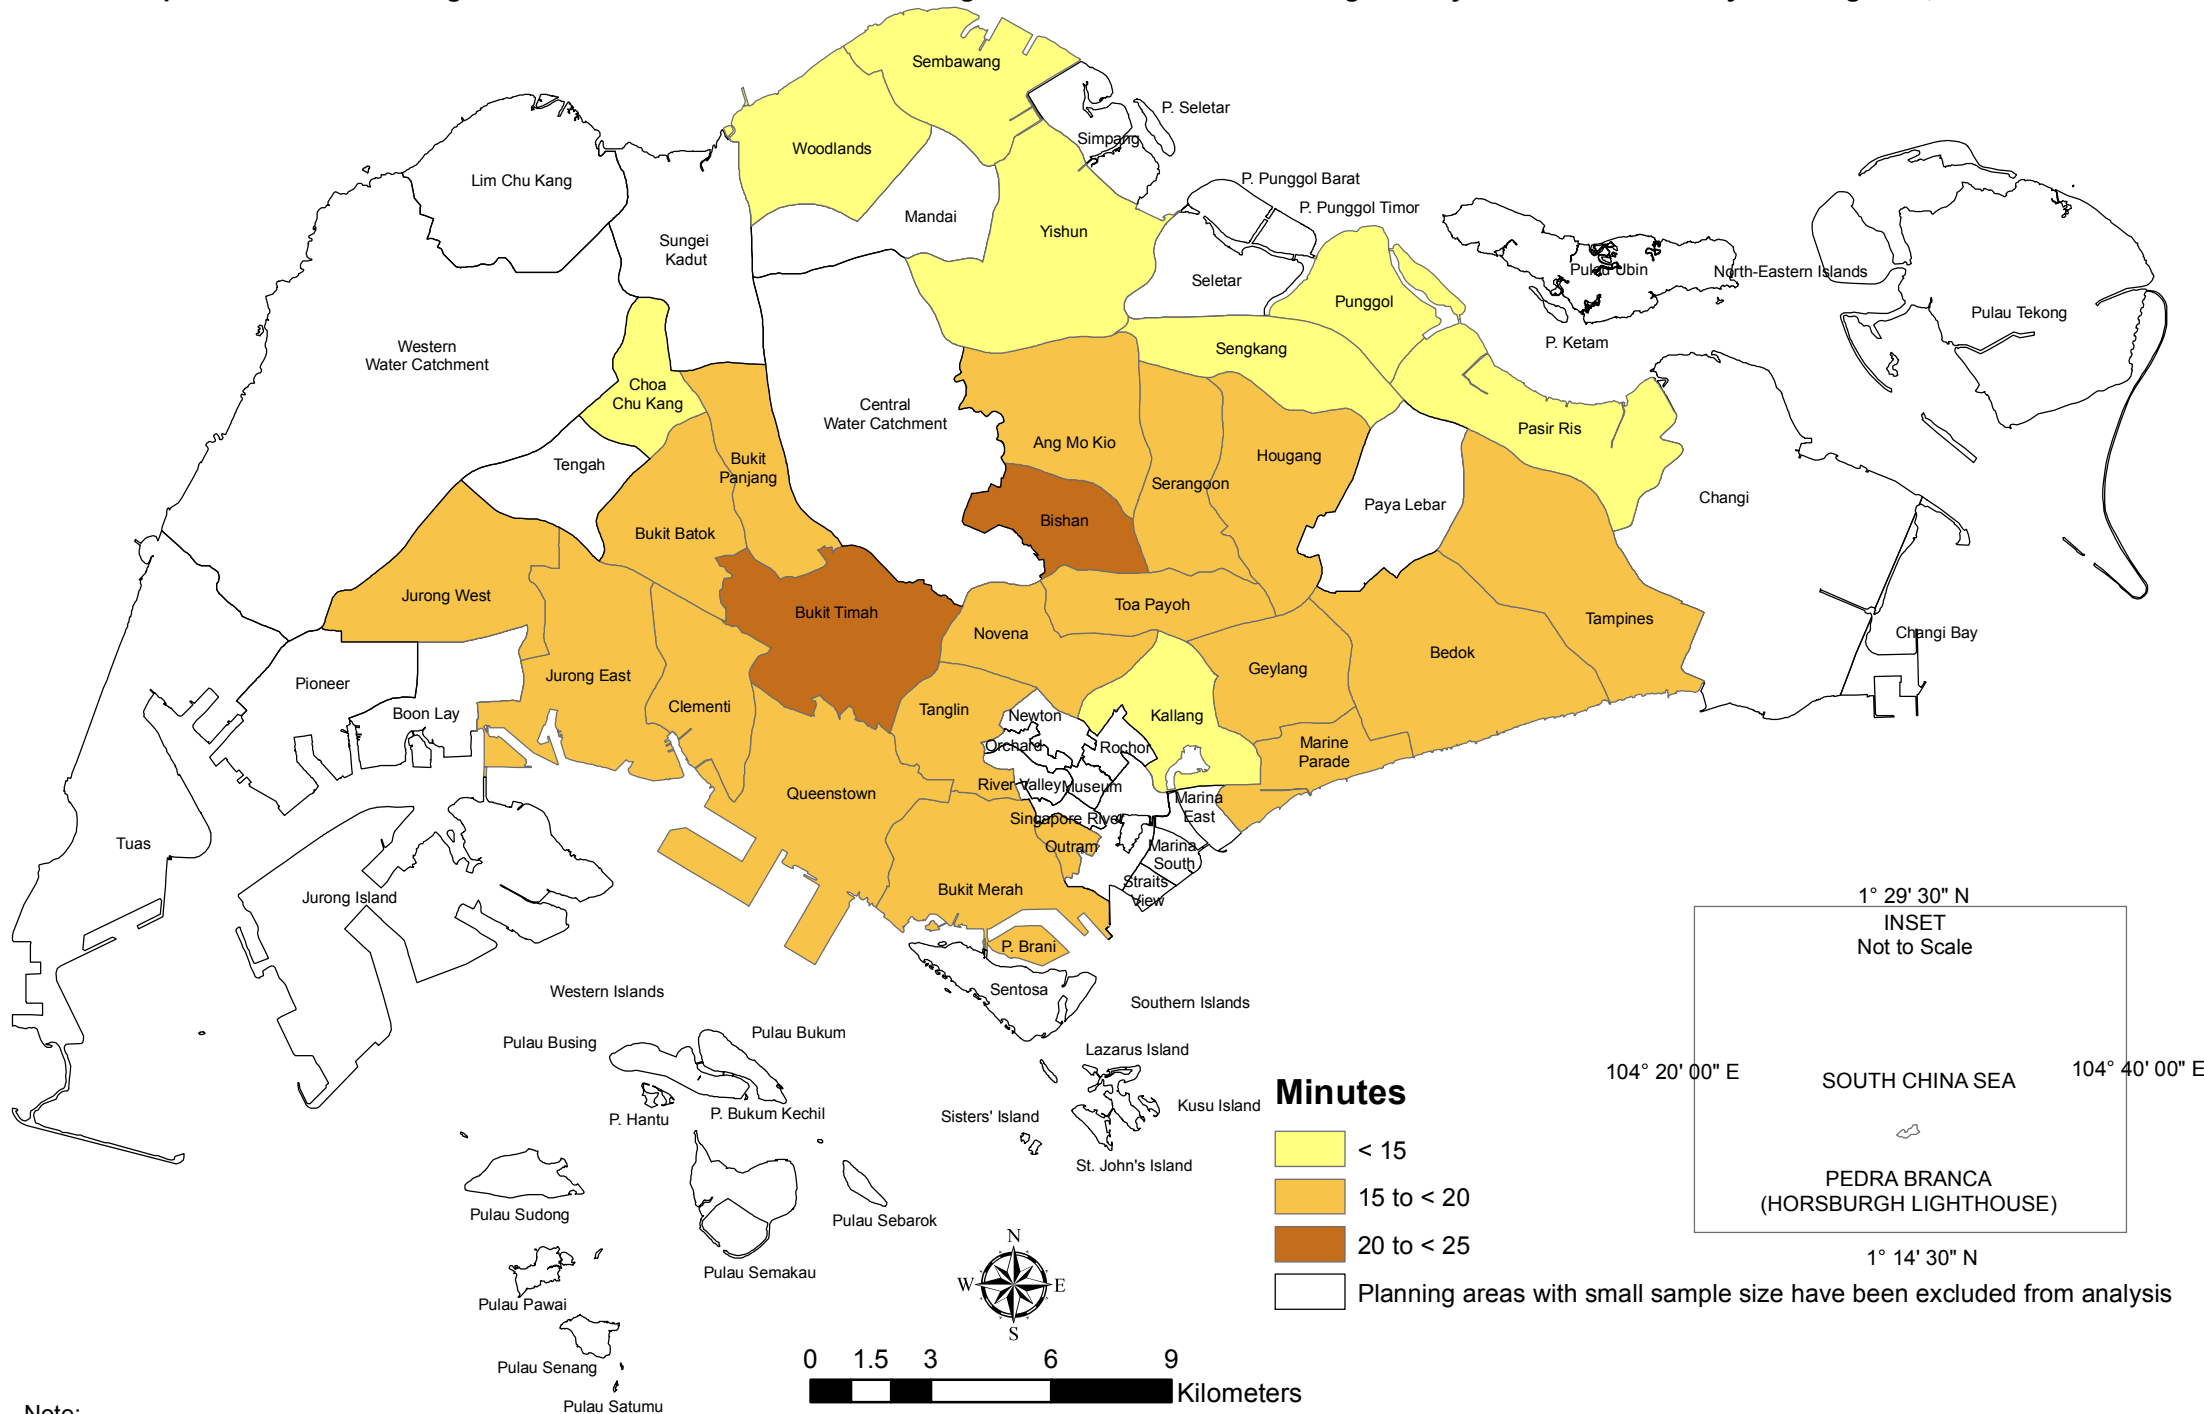 Sembawang
P. Seletar
Simpang
Woodlands
Lim Chu Kang
P. Punggol Barat
P. Punggol Timor
Mandai
Yishun
Sungei
Kadut
Seletar
Pulau Ubin
North-Eastern Islands
Punggol
Pulau Tekong
P. Ketam
Western
Water Catchment
Sengkang
Choa
Chu Kang
Central
Water Catchment
Ang Mo Kio
Pasir Ris
Hougang
Bukit
Panjang
Tengah
Serangoon
Changi
Paya Lebar
Bishan
Bukit Batok
Jurong West
Bukit Timah
Toa Payoh
Tampines
Novena
Changi Bay
Bedok
Geylang
Jurong East
Pioneer
Clementi
Tanglin
Boon Lay
Newton
Kallang
Orchard
Rochor
Marine
Parade
River Valley
Museum
Queenstown
Marina
East
Singapore River
Tuas
Outram
Marina
South
Straits
View
Bukit Merah
Jurong Island
P. Brani
Sentosa
Western Islands
Southern Islands
Pulau Bukum
Pulau Busing
Lazarus Island
P. Hantu
P. Bukum Kechil
Sisters' Island
Kusu Island
St. John's Island
Pulau Sudong
Pulau Sebarok
Pulau Semakau
Pulau Pawai
Pulau Senang
Pulau Satumu
N
W
E
S
0 1.5 3 6 9
Kilometers
Minutes
< 15
15 to < 20
20 to < 25
Planning areas with small sample size have been excluded from analysis
1° 29' 30" N
INSET
Not to Scale
104° 20' 00" E
104° 40' 00" E
SOUTH CHINA SEA
PEDRA BRANCA
(HORSBURGH LIGHTHOUSE)
1° 14' 30" N
Note: